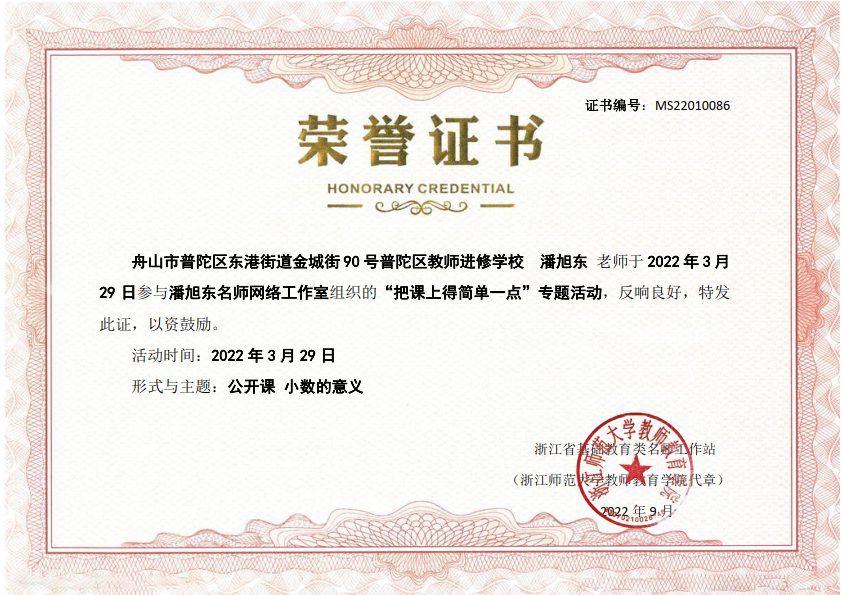 证书编号：MS22010086
荣誉证书
HONORARY CREDENTIAL
舟山市普陀区东港街道金城街90号普陀区教师进修学校 潘旭东 老师于2022年3月
29日参与潘旭东名师网络工作室组织的“把课上得简单一点”专题活动，反响良好，特发
此证，以资鼓励。
活动时间：2022年3月29日
形式与主题：公开课 小数的意义
浙江省基础教育类名师工作站
（浙江师范大学教师教育学院代章）
2022年9月
浙江师范大学教师教育学院